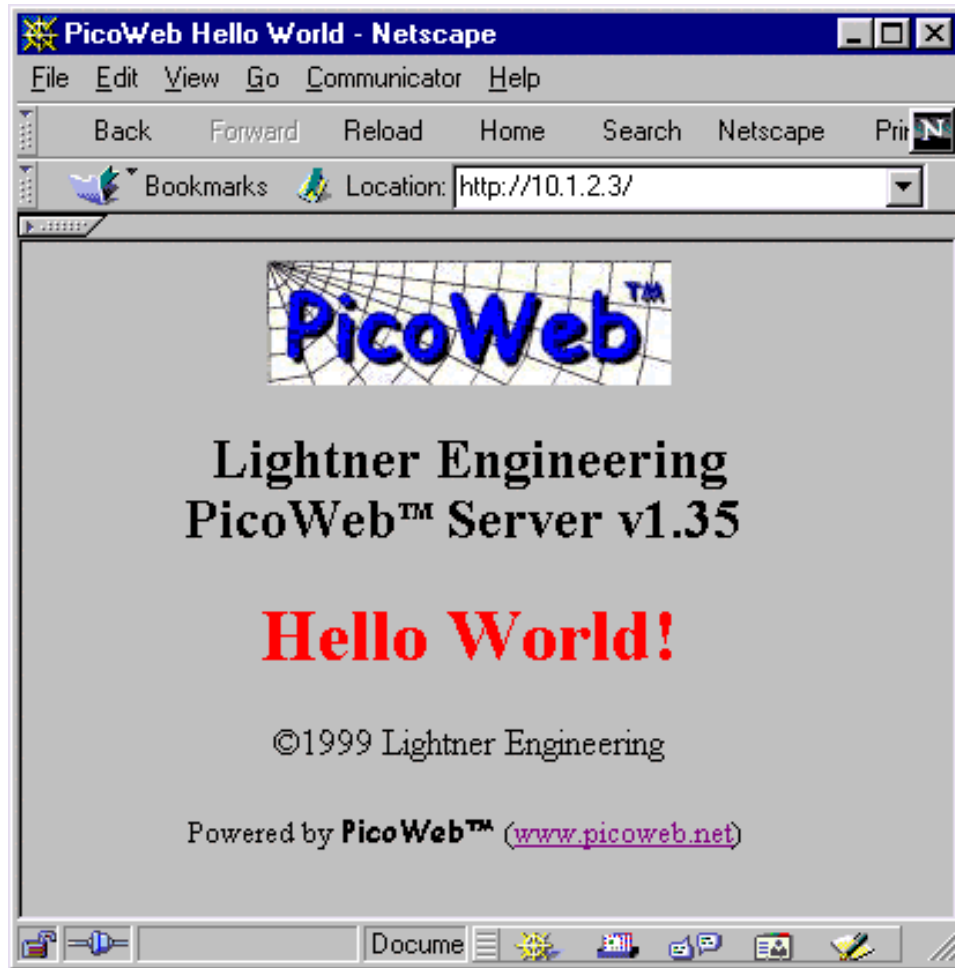 PicoWeb Hello World - Netscape
File Edit View Go Communicator Help
Back Forward Reload Home Search Netscape Pri N
Bookmarks Location: http://10.1.2.3/
PicoWeb™
Lightner Engineering
PicoWeb™ Server v1.35
Hello World!
©1999 Lightner Engineering
Powered by PicoWeb™ (www.picoweb.net)
Docume